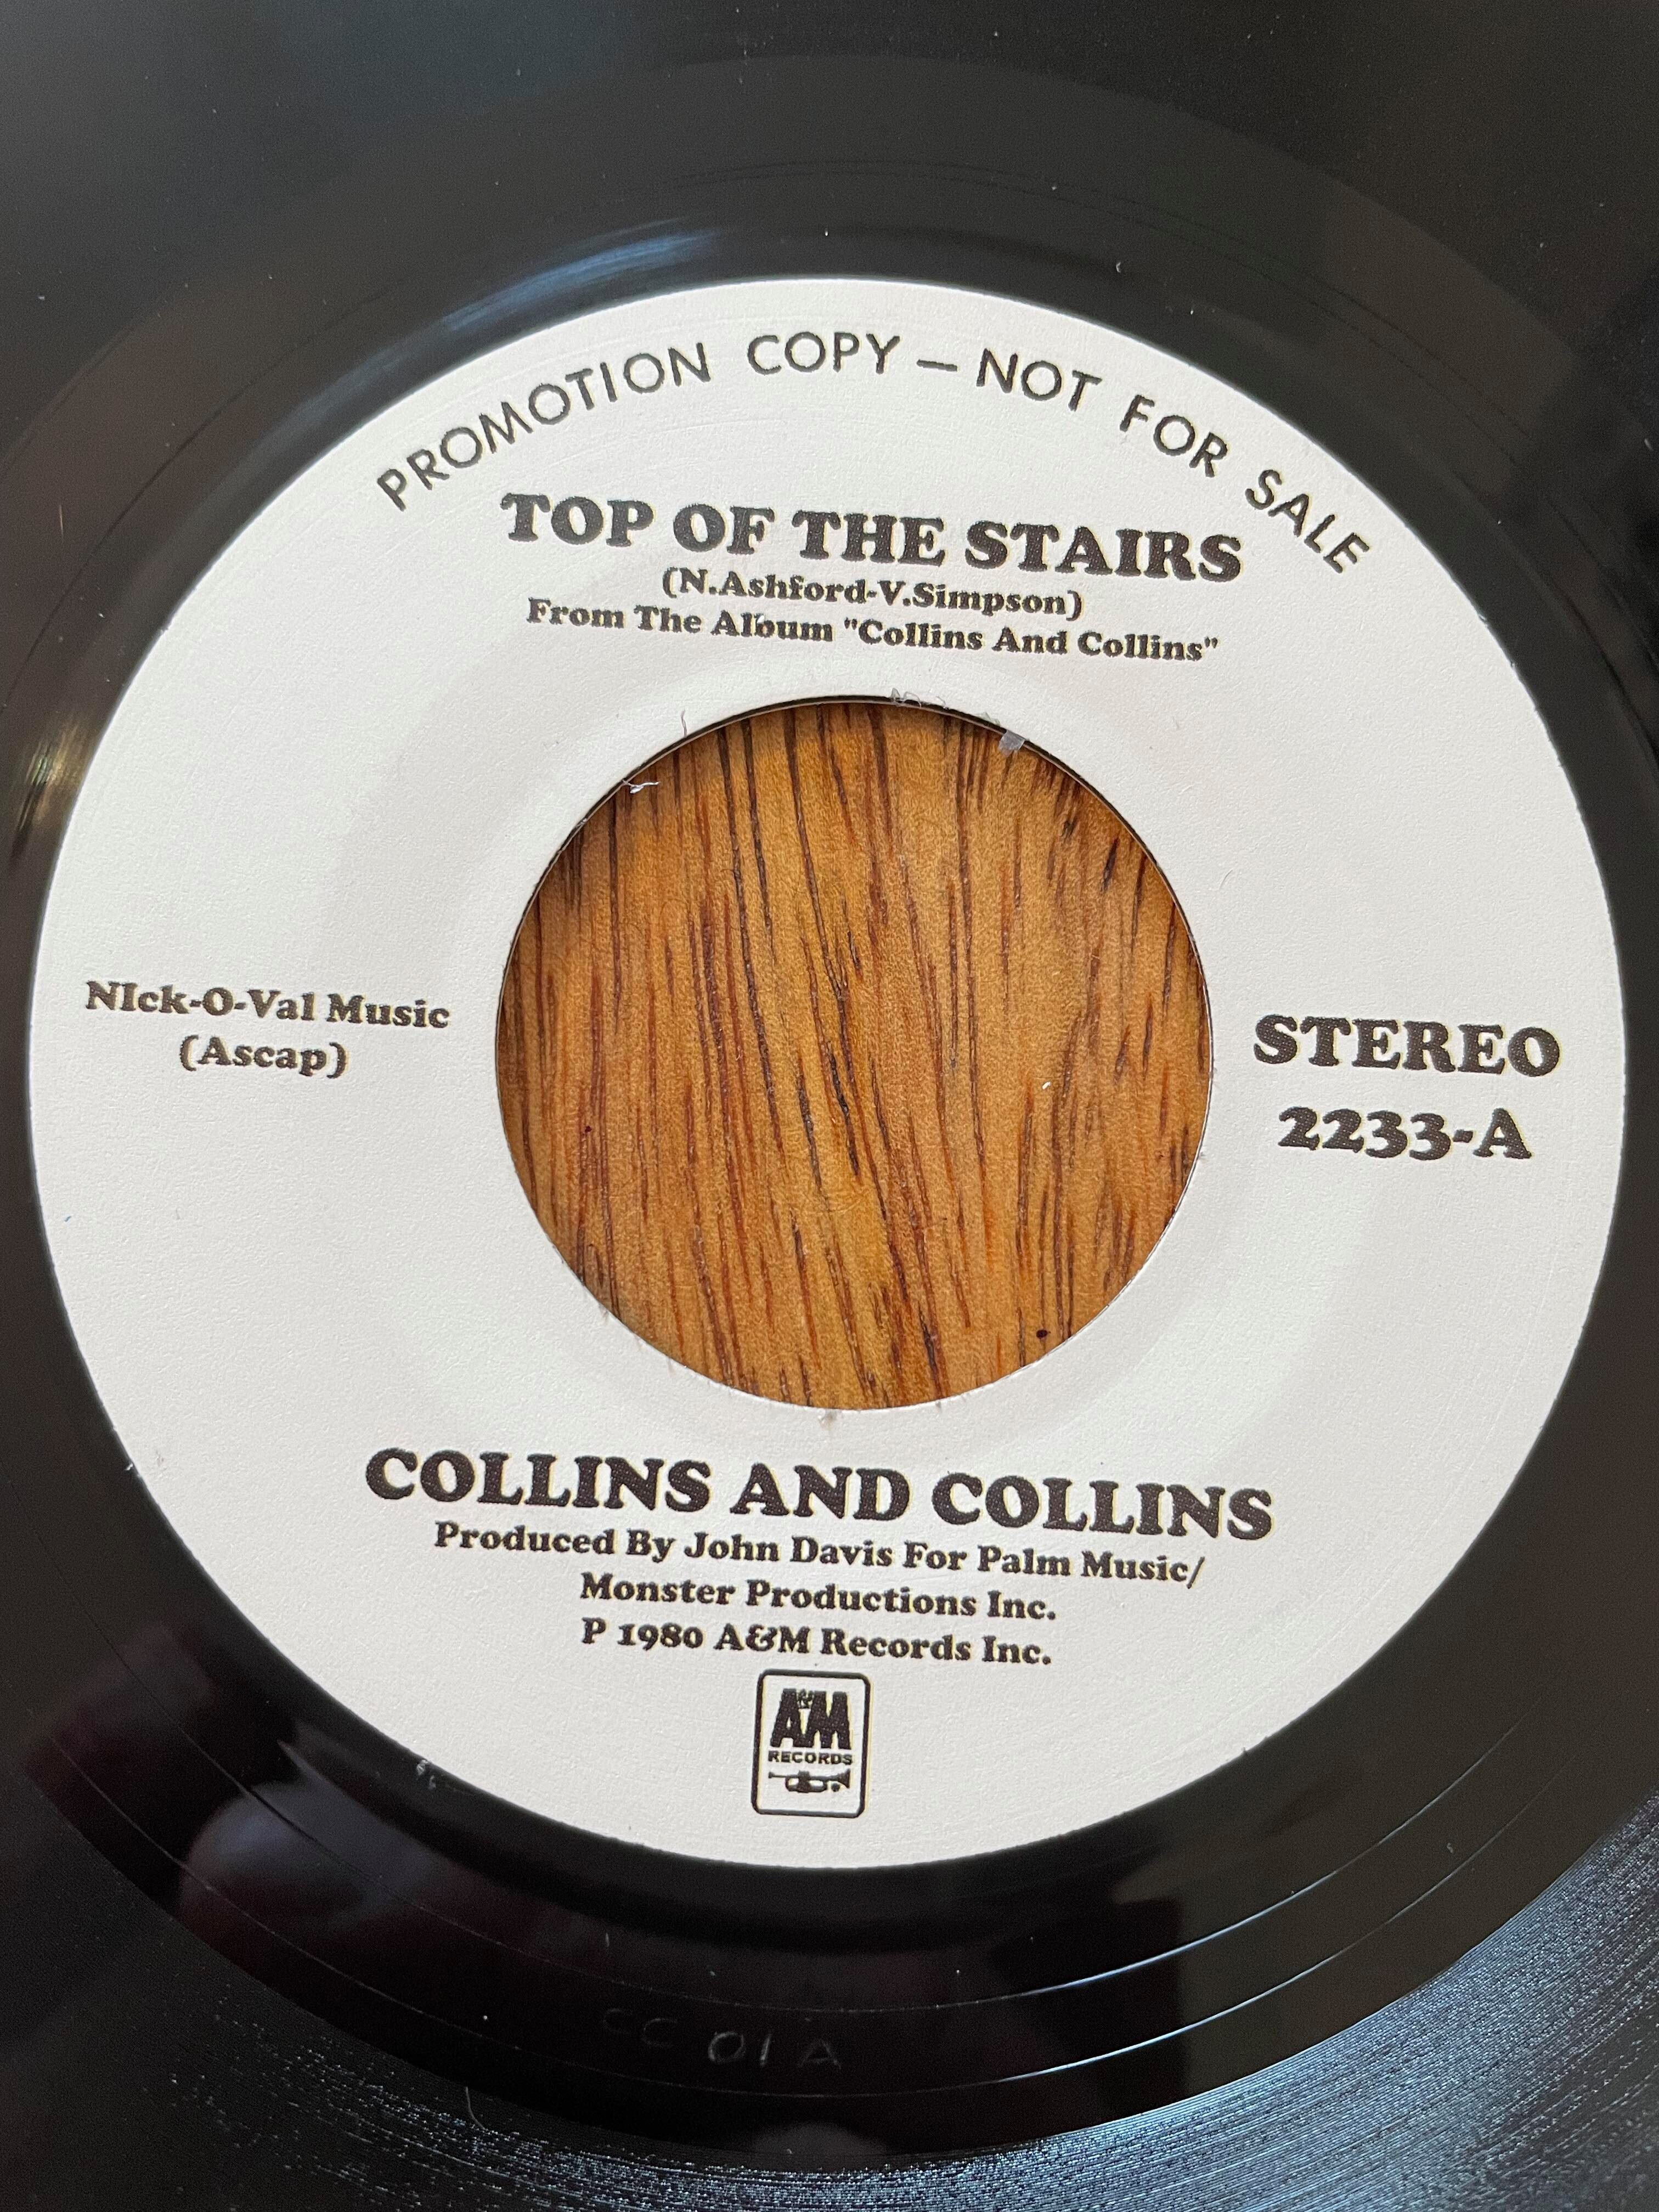 PROMOTION COPY — NOT FOR SALE
TOP OF THE STAIRS
(N.Ashford-V.Simpson)
From The Album "Collins And Collins"
NIck-O-Val Music
(Ascap)
STEREO
2233-A
COLLINS AND COLLINS
Produced By John Davis For Palm Music/
Monster Productions Inc.
P 1980 A&M Records Inc.
A&M
RECORDS
CC 01 A